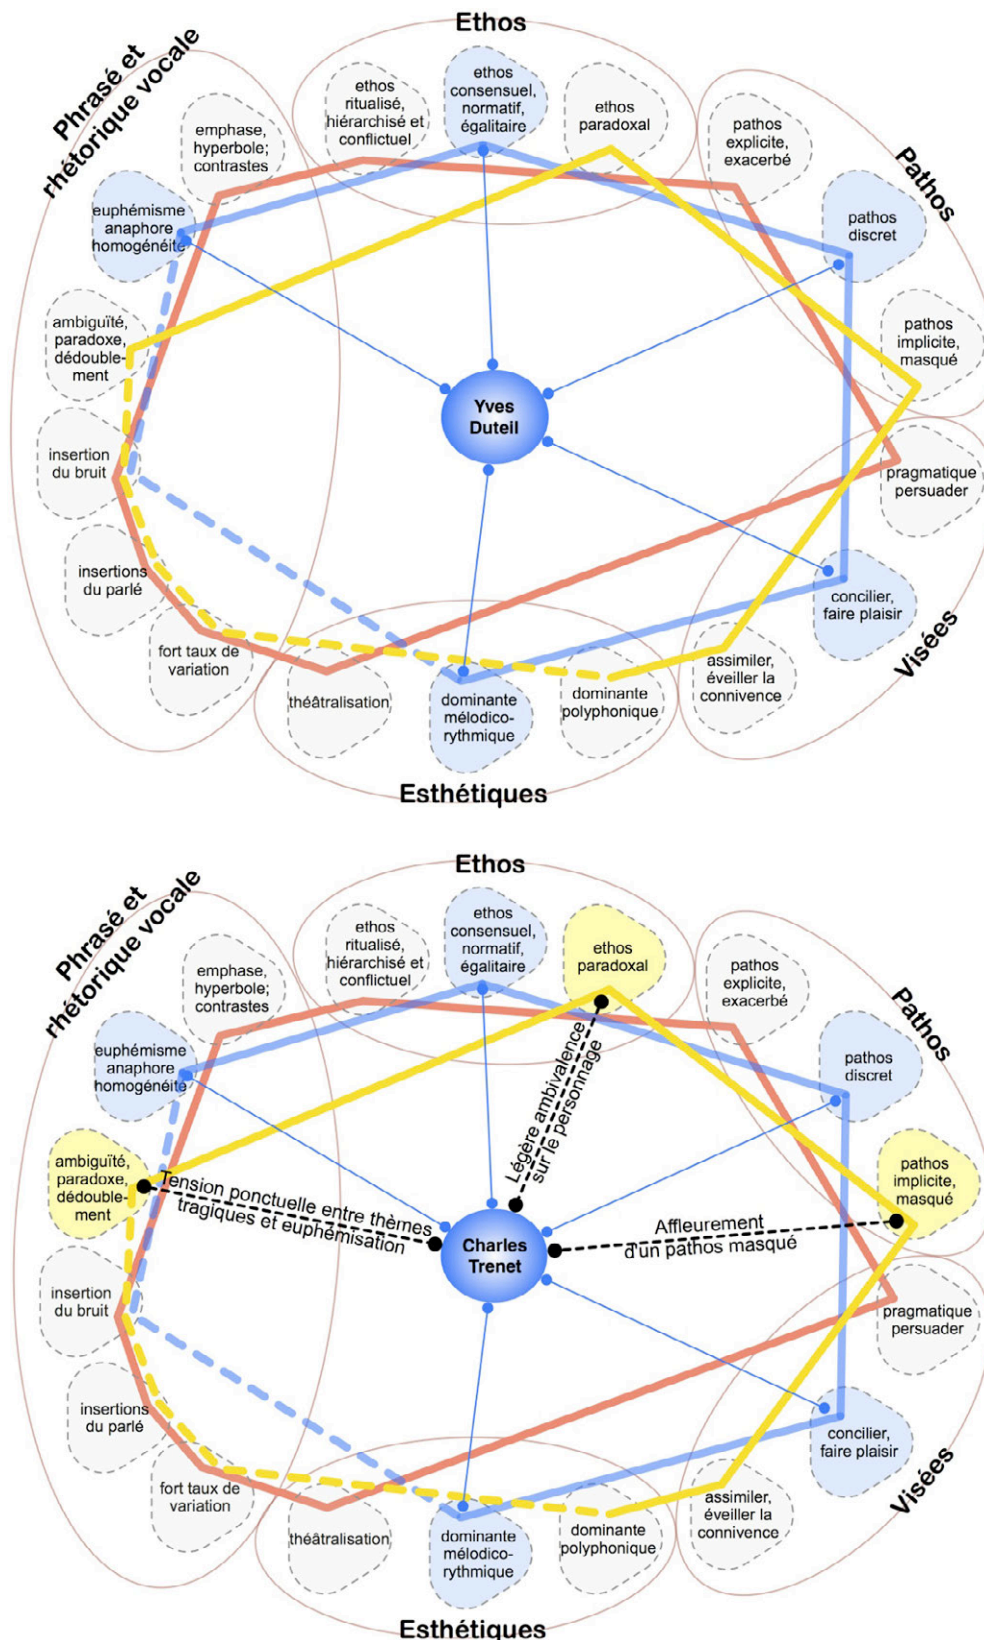 Ethos
Phrasé et
rhétorique vocale
emphase,
hyperbole;
contrastes
ethos
ritualisé,
hiérarchisé et
conflictuel
ethos
consensuel,
normatif,
égalitaire
ethos
paradoxal
pathos
explicite,
exacerbé
Pathos
euphémisme
anaphore
homogénéité
pathos
discret
ambiguïté,
paradoxe,
dédouble-
ment
pathos
implicite,
masqué
Yves
Duteil
insertion
du bruit
pragmatique
persuader
insertions
du parlé
concilier,
faire plaisir
Visées
fort taux de
variation
théâtralisation
dominante
mélodico-
rythmique
dominante
polyphonique
assimiler,
éveiller la
connivence
Esthétiques
Ethos
Phrasé et
rhétorique vocale
emphase,
hyperbole;
contrastes
ethos
ritualisé,
hiérarchisé et
conflictuel
ethos
consensuel,
normatif,
égalitaire
ethos
paradoxal
pathos
explicite,
exacerbé
Pathos
euphémisme
anaphore
homogénéité
Légère ambivalence
sur le personnage
pathos
discret
ambiguïté,
paradoxe,
dédouble-
ment
Tension ponctuelle entre thèmes
tragiques et euphémisation
Affleurement
d'un pathos masqué
pathos
implicite,
masqué
Charles
Trenet
insertion
du bruit
pragmatique
persuader
insertions
du parlé
concilier,
faire plaisir
Visées
fort taux de
variation
théâtralisation
dominante
mélodico-
rythmique
dominante
polyphonique
assimiler,
éveiller la
connivence
Esthétiques